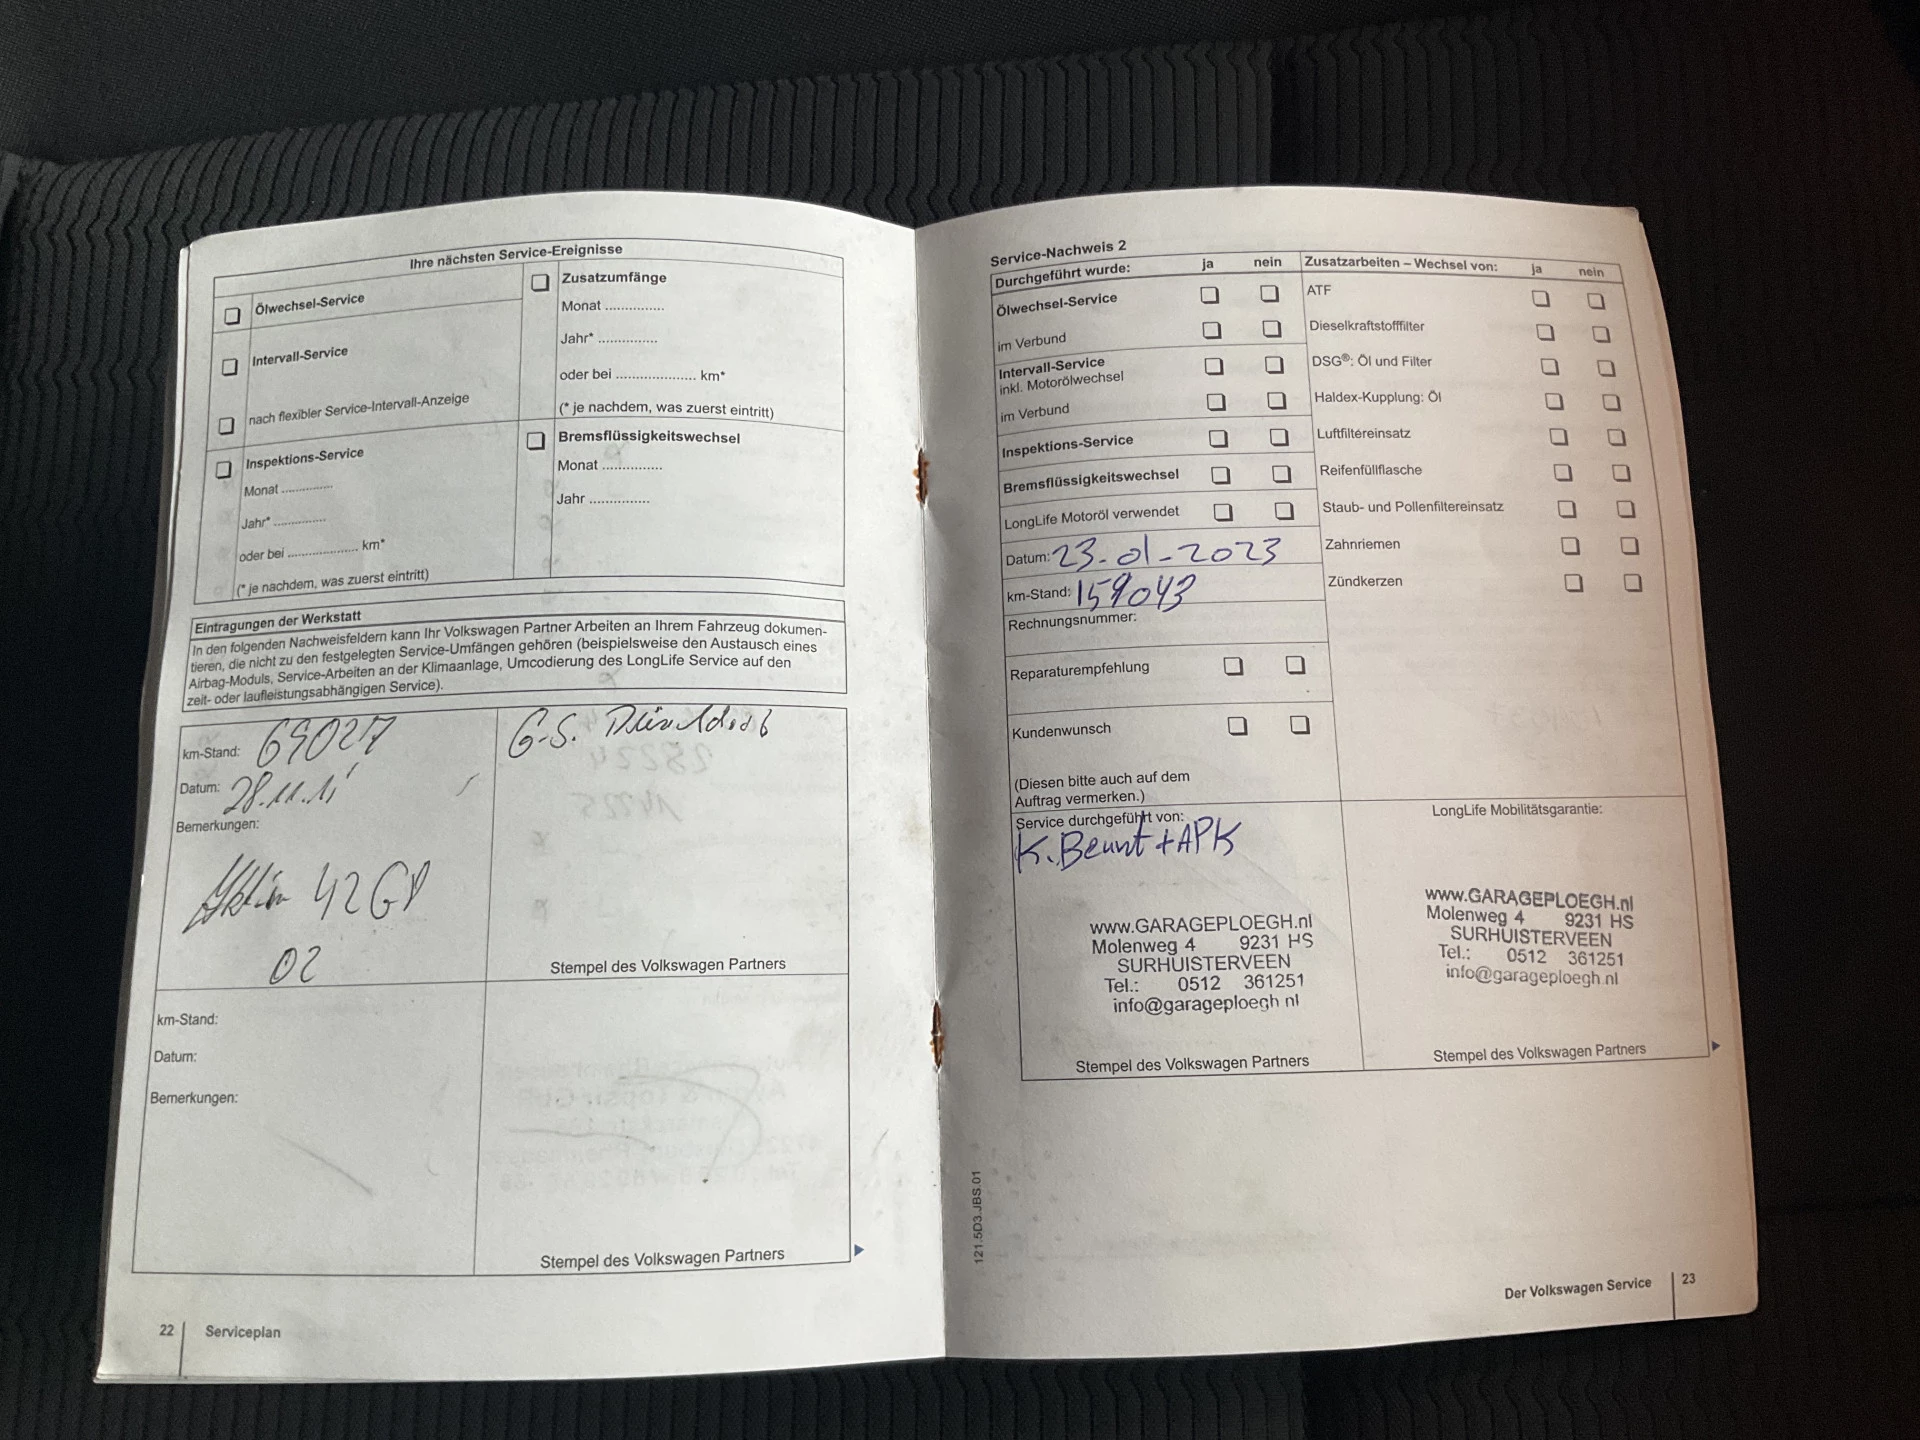 Ihre nächsten Service-Ereignisse
Ölwechsel-Service
Intervall-Service
nach flexibler Service-Intervall-Anzeige
Inspektions-Service
Monat ..............
Jahr* ..............
oder bei ................... km*
(* je nachdem, was zuerst eintritt)
Zusatzumfänge
Monat ...............
Jahr* ...............
oder bei .................... km*
(* je nachdem, was zuerst eintritt)
Bremsflüssigkeitswechsel
Monat ...............
Jahr ...............
Eintragungen der Werkstatt
In den folgenden Nachweisfeldern kann Ihr Volkswagen Partner Arbeiten an Ihrem Fahrzeug dokumen-
tieren, die nicht zu den festgelegten Service-Umfängen gehören (beispielsweise den Austausch eines
Airbag-Moduls, Service-Arbeiten an der Klimaanlage, Umcodierung des LongLife Service auf den
zeit- oder laufleistungsabhängigen Service).
km-Stand: 69027
Datum: 28.11.11
Bemerkungen:
42G1
02
G.S. Düsseldorf
Stempel des Volkswagen Partners
km-Stand:
Datum:
Bemerkungen:
Stempel des Volkswagen Partners
22 Serviceplan
Service-Nachweis 2
Durchgeführt wurde: ja nein
Ölwechsel-Service
im Verbund
Intervall-Service
inkl. Motorölwechsel
im Verbund
Inspektions-Service
Bremsflüssigkeitswechsel
LongLife Motoröl verwendet
Datum: 23-01-2023
km-Stand: 159043
Rechnungsnummer:
Reparaturempfehlung
Kundenwunsch
(Diesen bitte auch auf dem
Auftrag vermerken.)
Zusatzarbeiten – Wechsel von: ja nein
ATF
Dieselkraftstofffilter
DSG®: Öl und Filter
Haldex-Kupplung: Öl
Luftfiltereinsatz
Reifenfüllflasche
Staub- und Pollenfiltereinsatz
Zahnriemen
Zündkerzen
Service durchgeführt von:
K. Beurt + APK
www.GARAGEPLOEGH.nl
Molenweg 4 9231 HS
SURHUISTERVEEN
Tel.: 0512 361251
info@garageploegh.nl
Stempel des Volkswagen Partners
LongLife Mobilitätsgarantie:
www.GARAGEPLOEGH.nl
Molenweg 4 9231 HS
SURHUISTERVEEN
Tel.: 0512 361251
info@garageploegh.nl
Stempel des Volkswagen Partners
121.5D3.JBS.01
Der Volkswagen Service 23